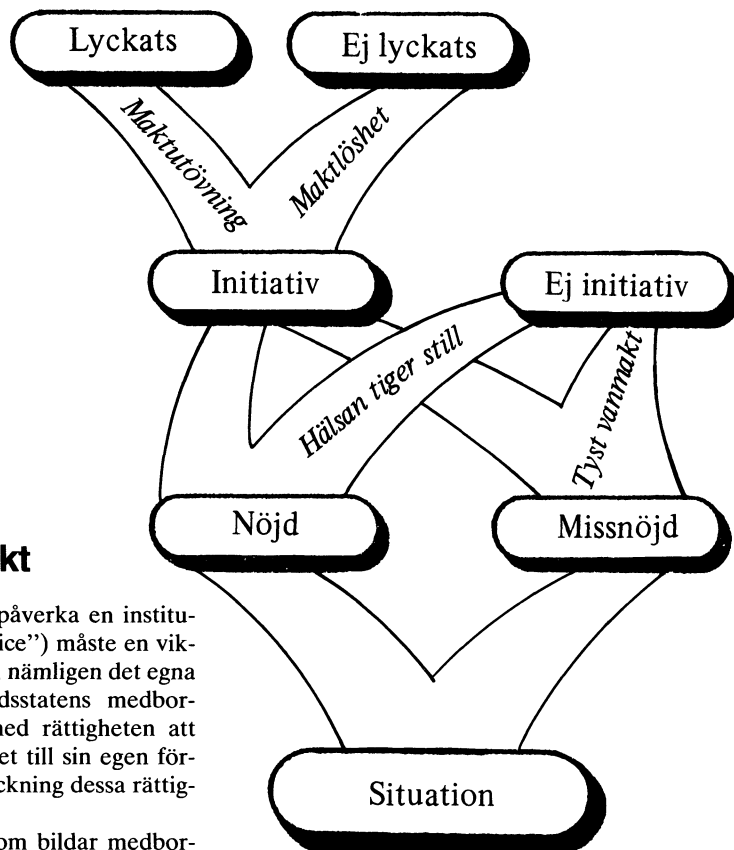 Lyckats
Ej lyckats
Maktutövning
Maktlöshet
Initiativ
Ej initiativ
Hälsan tiger still
Tyst vanmakt
Nöjd
Missnöjd
Situation
kt
påverka en institu-
ice”) måste en vik-
nämligen det egna
dsstatens medbor-
ned rättigheten att
et till sin egen för-
ckning dessa rättig-
om bildar medbor-